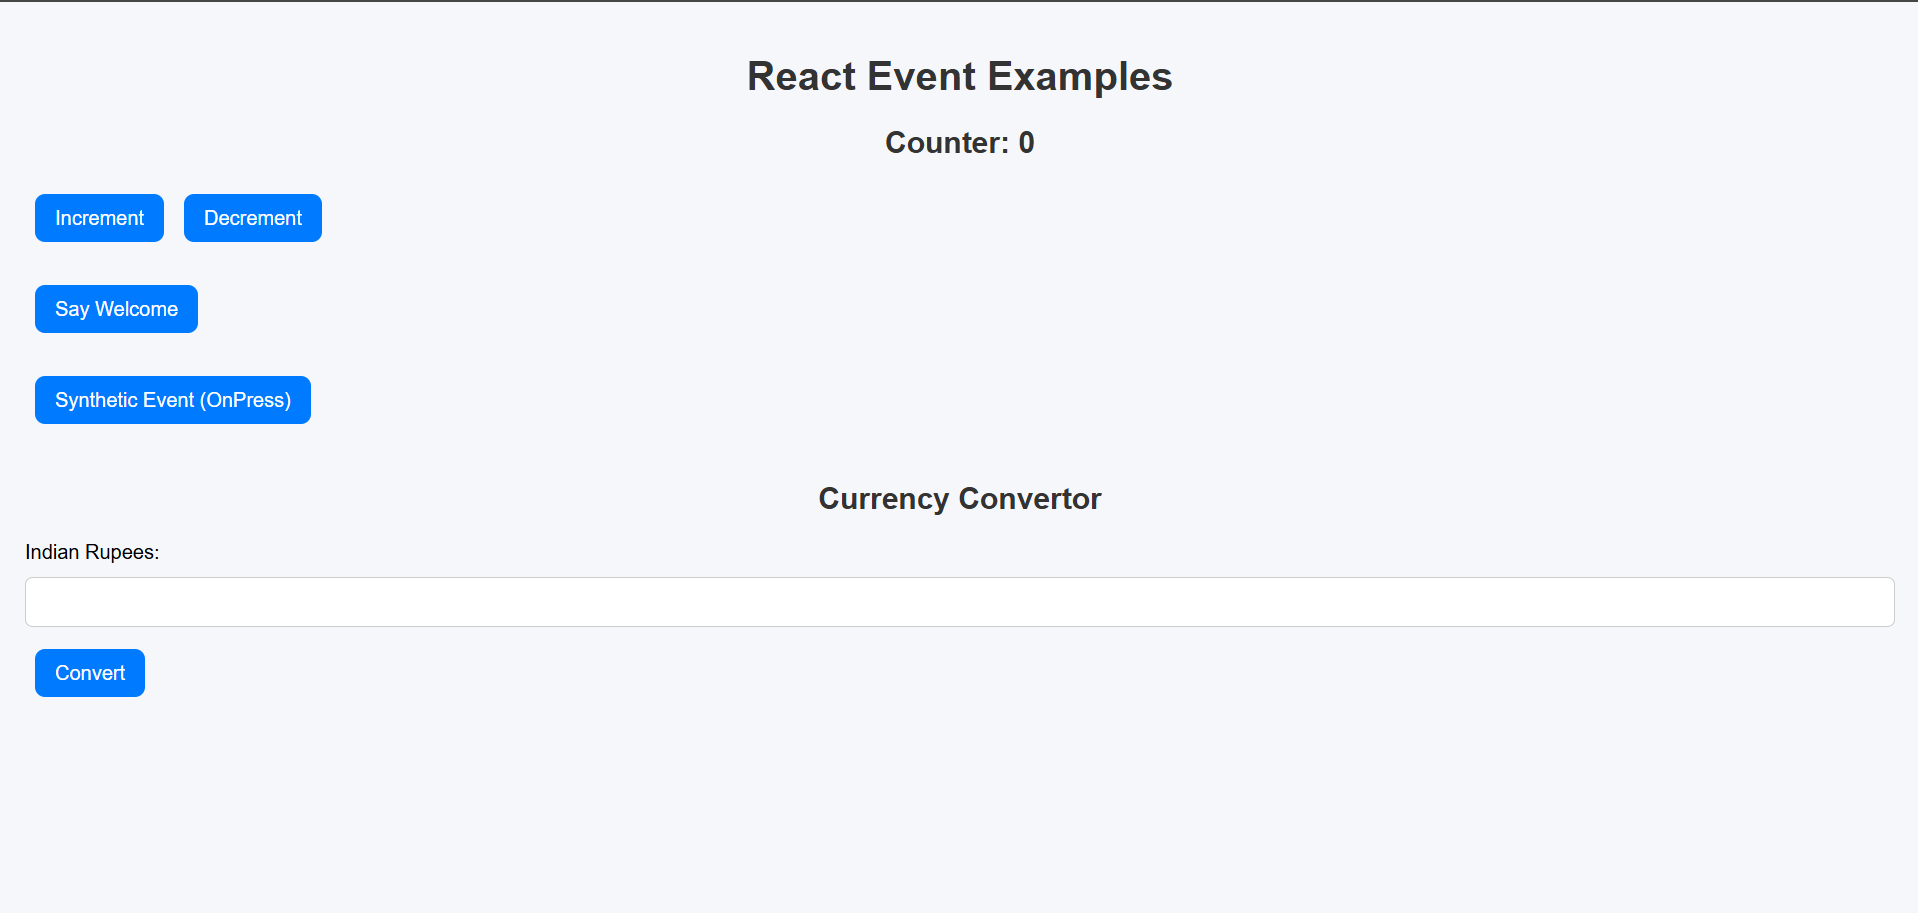 React Event Examples
Counter: 0
Increment Decrement
Say Welcome
Synthetic Event (OnPress)
Currency Convertor
Indian Rupees:
Convert